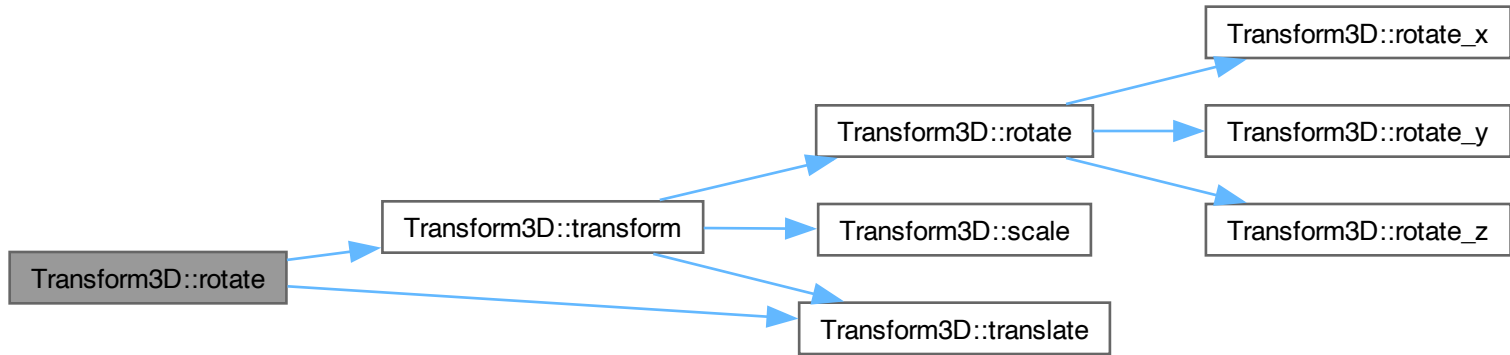 Transform3D::rotate
Transform3D::transform
Transform3D::rotate
Transform3D::scale
Transform3D::translate
Transform3D::rotate_x
Transform3D::rotate_y
Transform3D::rotate_z